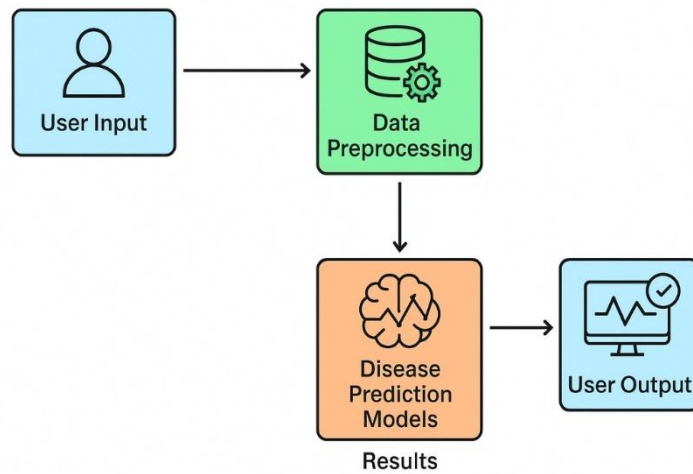 User Input
Data
Preprocessing
Disease
Prediction
Models
User Output
Results